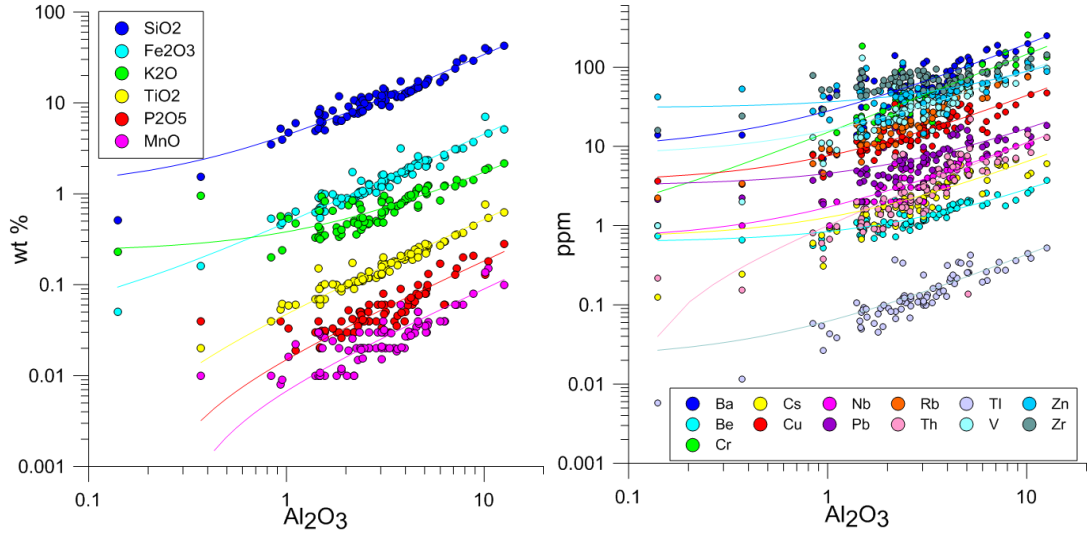 100
10
1
0.1
0.01
0.001
wt %
SiO2
Fe2O3
K2O
TiO2
P2O5
MnO
0.1
1
10
Al₂O₃
100
10
1
0.1
0.01
0.001
ppm
Ba Cs Nb Rb Tl Zn
Be Cu Pb Th V Zr
Cr
0.1
1
10
Al₂O₃